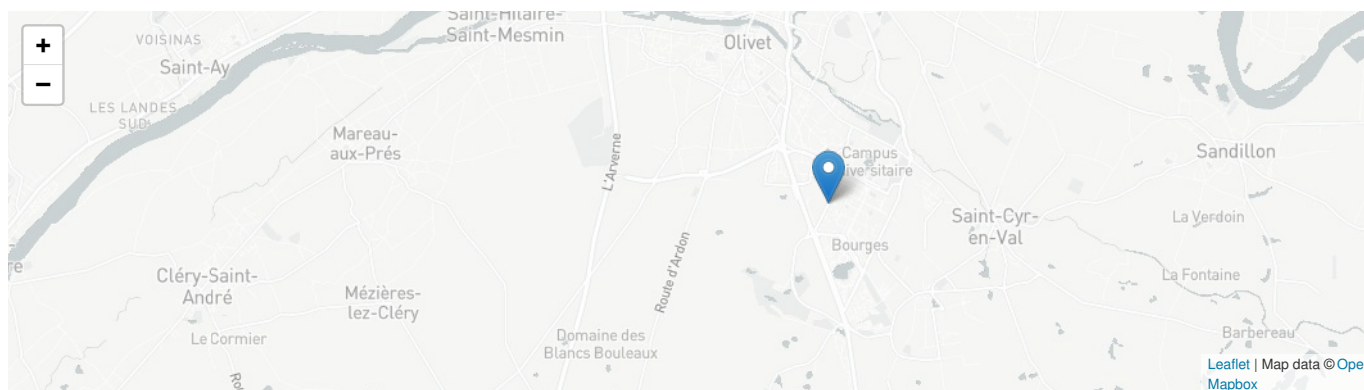 +
−
VOISINAS
Saint-Ay
LES LANDES
SUD
Saint-Hilaire-
Saint-Mesmin
Olivet
Mareau-
aux-Prés
L'Arverne
Campus
Sandillon
Saint-Cyr-
en-Val
La Verdoin
Bourges
Route d'Ardon
La Fontaine
Cléry-Saint-
André
Mézières-
lez-Cléry
Le Cormier
Domaine des
Blancs Bouleaux
Barbereau
Leaflet | Map data © Ope
Mapbox